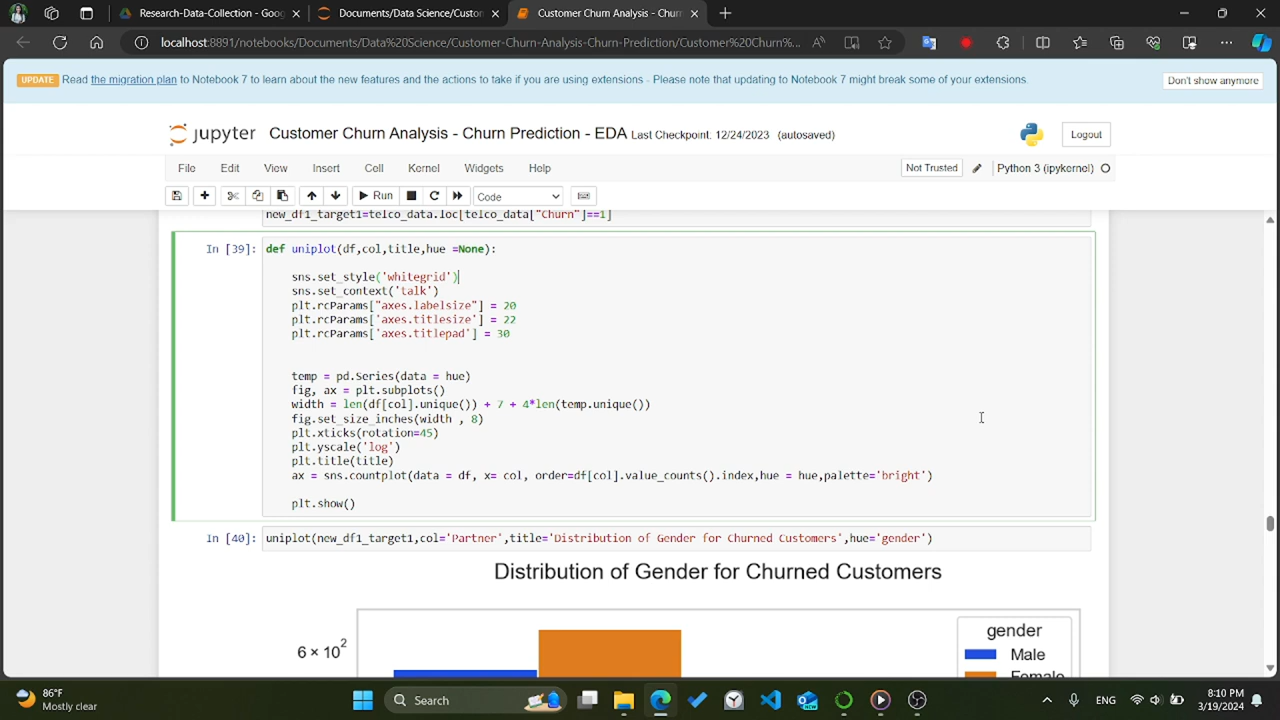 Research-Data-Collection - Goog
Documents/Data Science/Custom
Customer Churn Analysis - Churn
localhost:8891/notebooks/Documents/Data%20Science/Customer-Churn-Analysis-Churn-Prediction/Customer%20Churn%...
UPDATE Read the migration plan to Notebook 7 to learn about the new features and the actions to take if you are using extensions - Please note that updating to Notebook 7 might break some of your extensions.
Don't show anymore
jupyter Customer Churn Analysis - Churn Prediction - EDA Last Checkpoint: 12/24/2023 (autosaved)
Logout
File Edit View Insert Cell Kernel Widgets Help
Not Trusted
Python 3 (ipykernel)
Run
Code
new_df1_target1=telco_data.loc[telco_data["Churn"]==1]
In [39]: def uniplot(df,col,title,hue =None):
sns.set_style('whitegrid')
sns.set_context('talk')
plt.rcParams["axes.labelsize"] = 20
plt.rcParams['axes.titlesize'] = 22
plt.rcParams['axes.titlepad'] = 30
temp = pd.Series(data = hue)
fig, ax = plt.subplots()
width = len(df[col].unique()) + 7 + 4*len(temp.unique())
fig.set_size_inches(width , 8)
plt.xticks(rotation=45)
plt.yscale('log')
plt.title(title)
ax = sns.countplot(data = df, x= col, order=df[col].value_counts().index,hue = hue,palette='bright')
plt.show()
In [40]: uniplot(new_df1_target1,col='Partner',title='Distribution of Gender for Churned Customers',hue='gender')
Distribution of Gender for Churned Customers
6 × 10²
gender
Male
Female
86°F
Mostly clear
Search
ENG
8:10 PM
3/19/2024